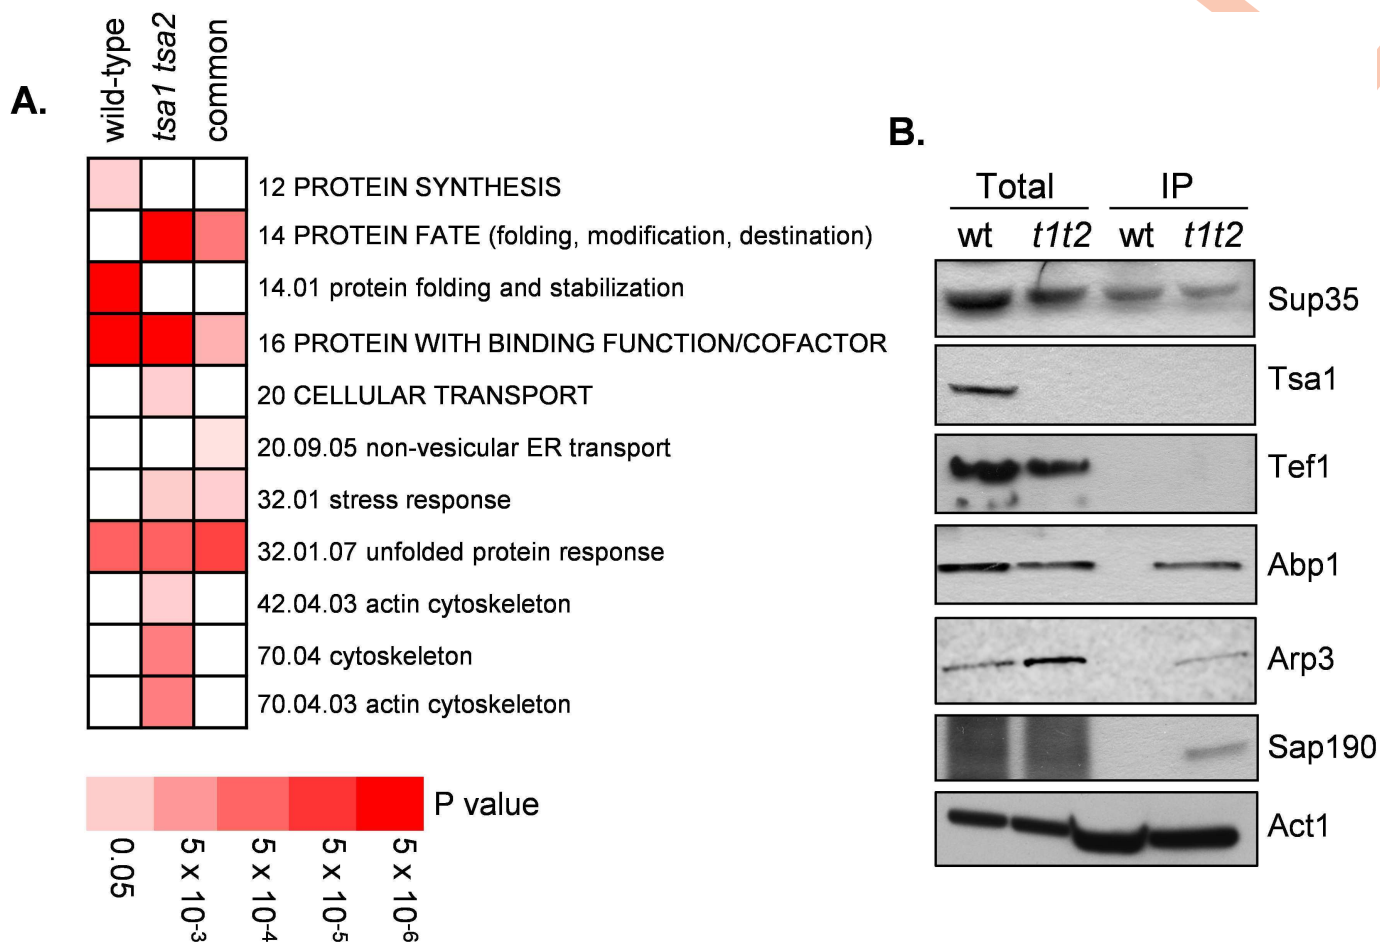 A.
wild-type
tsa1 tsa2
common
12 PROTEIN SYNTHESIS
14 PROTEIN FATE (folding, modification, destination)
14.01 protein folding and stabilization
16 PROTEIN WITH BINDING FUNCTION/COFACTOR
20 CELLULAR TRANSPORT
20.09.05 non-vesicular ER transport
32.01 stress response
32.01.07 unfolded protein response
42.04.03 actin cytoskeleton
70.04 cytoskeleton
70.04.03 actin cytoskeleton
P value
0.05
5 x 10⁻³
5 x 10⁻⁴
5 x 10⁻⁵
5 x 10⁻⁶
B.
Total IP
wt t1t2 wt t1t2
Sup35
Tsa1
Tef1
Abp1
Arp3
Sap190
Act1